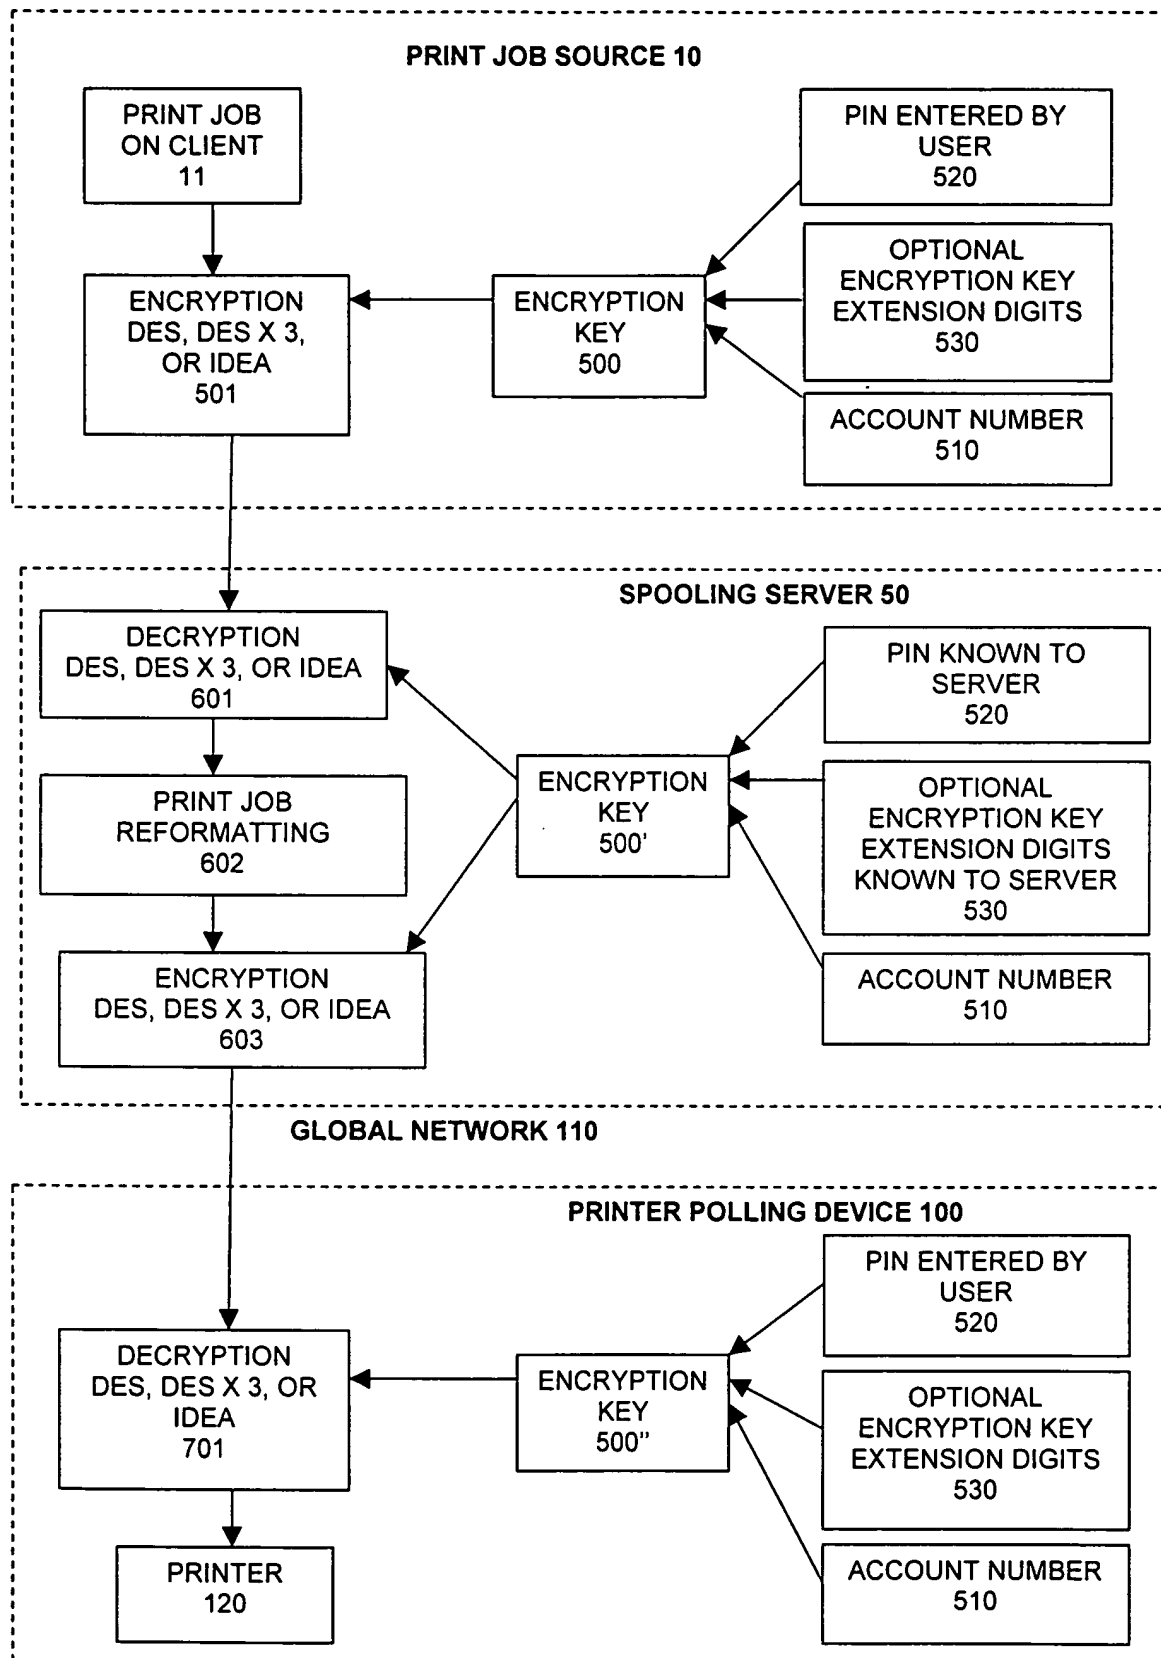 PRINT JOB SOURCE 10
PRINT JOB
ON CLIENT
11
PIN ENTERED BY
USER
520
OPTIONAL
ENCRYPTION KEY
EXTENSION DIGITS
530
ENCRYPTION
DES, DES X 3,
OR IDEA
501
ENCRYPTION
KEY
500
ACCOUNT NUMBER
510
SPOOLING SERVER 50
DECRYPTION
DES, DES X 3, OR IDEA
601
PIN KNOWN TO
SERVER
520
PRINT JOB
REFORMATTING
602
ENCRYPTION
KEY
500'
OPTIONAL
ENCRYPTION KEY
EXTENSION DIGITS
KNOWN TO SERVER
530
ENCRYPTION
DES, DES X 3, OR IDEA
603
ACCOUNT NUMBER
510
GLOBAL NETWORK 110
PRINTER POLLING DEVICE 100
PIN ENTERED BY
USER
520
DECRYPTION
DES, DES X 3, OR
IDEA
701
ENCRYPTION
KEY
500"
OPTIONAL
ENCRYPTION KEY
EXTENSION DIGITS
530
PRINTER
120
ACCOUNT NUMBER
510